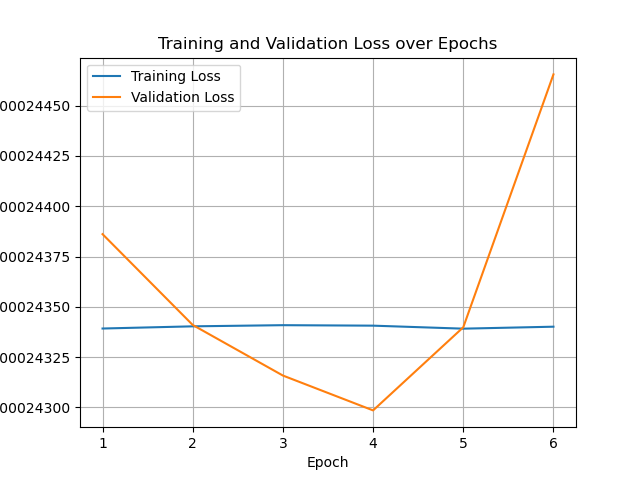 Training and Validation Loss over Epochs
Training Loss
Validation Loss
00024450
00024425
00024400
00024375
00024350
00024325
00024300
1 2 3 4 5 6
Epoch